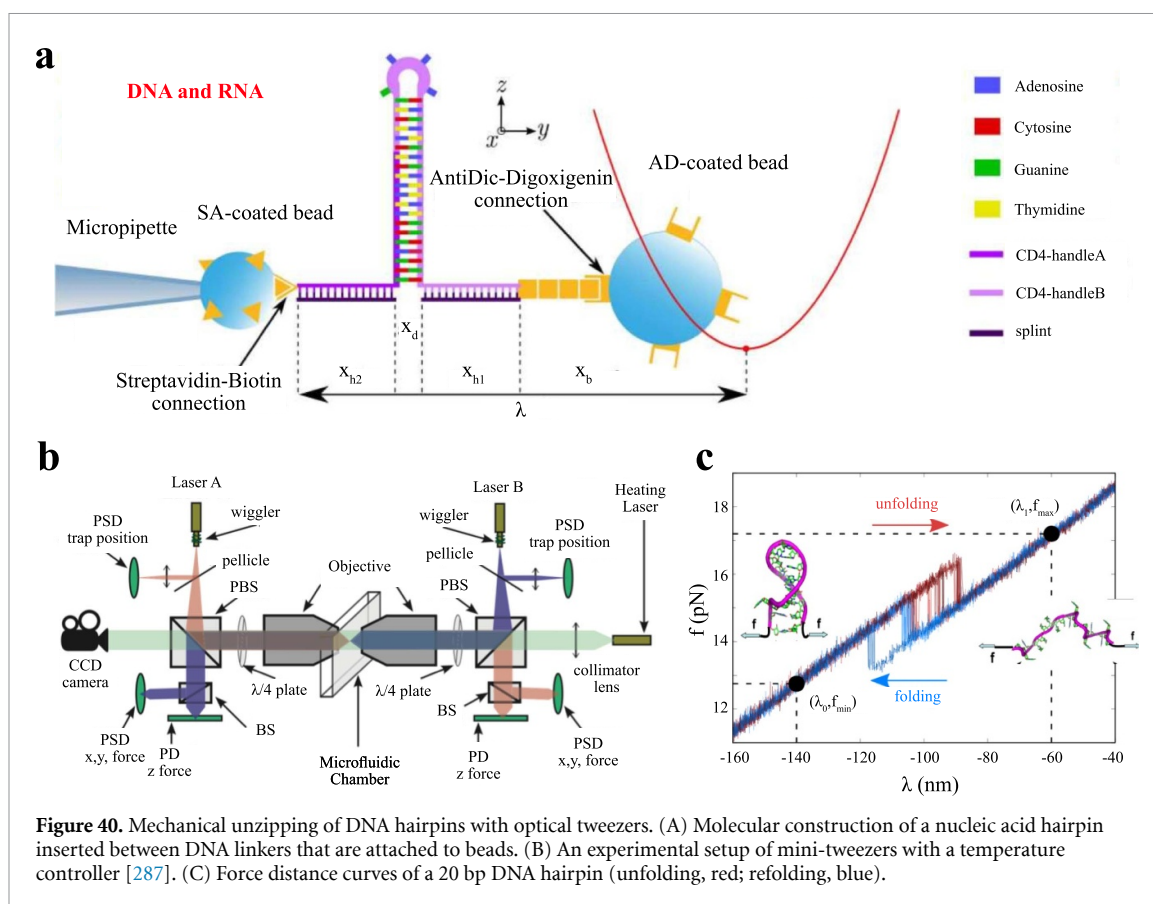 a
DNA and RNA
z
y
x
Micropipette
SA-coated bead
AntiDic-Digoxigenin
connection
AD-coated bead
Streptavidin-Biotin
connection
x_h2
x_d
x_h1
x_b
λ
Adenosine
Cytosine
Guanine
Thymidine
CD4-handleA
CD4-handleB
splint
b
Laser A
wiggler
PSD
trap position
pellicle
PBS
Objective
Laser B
wiggler
pellicle
PBS
PSD
trap position
Heating
Laser
CCD
camera
λ/4 plate
λ/4 plate
collimator
lens
BS
BS
PSD
x,y, force
PD
z force
Microfluidic
Chamber
PD
z force
PSD
x,y, force
c
f (pN)
18
16
14
12
-160
-140
-120
-100
-80
-60
-40
λ (nm)
unfolding
folding
(λ₁,f_max)
(λ₀,f_min)
f
f
f
f
Figure 40. Mechanical unzipping of DNA hairpins with optical tweezers. (A) Molecular construction of a nucleic acid hairpin
inserted between DNA linkers that are attached to beads. (B) An experimental setup of mini-tweezers with a temperature
controller [287]. (C) Force distance curves of a 20 bp DNA hairpin (unfolding, red; refolding, blue).